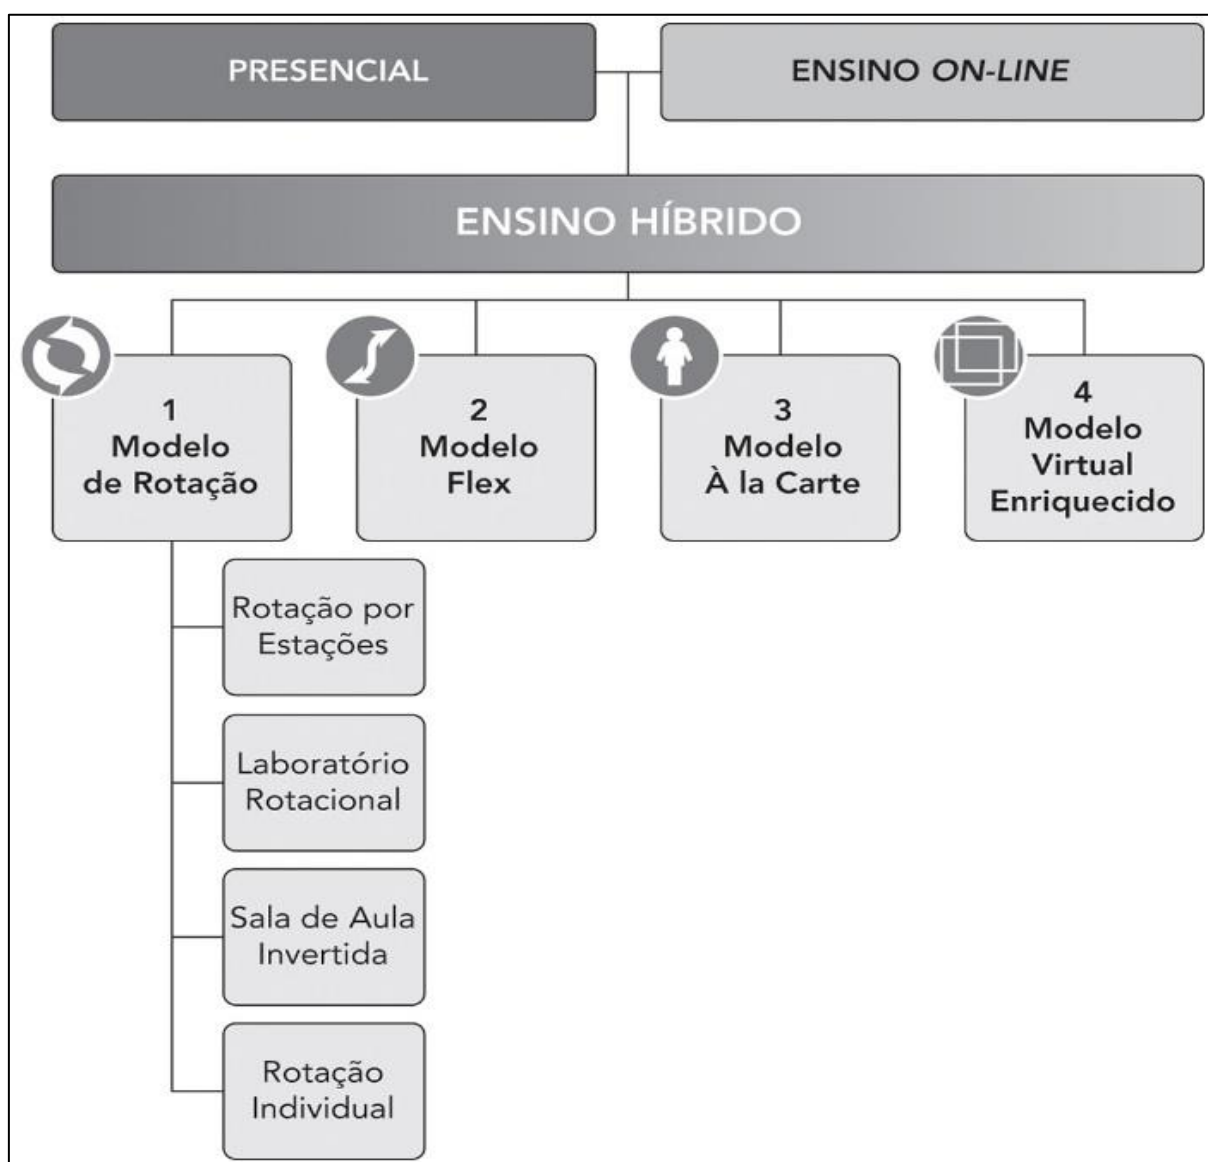 PRESENCIAL
ENSINO ON-LINE
ENSINO HÍBRIDO
1
Modelo
de Rotação
2
Modelo
Flex
3
Modelo
À la Carte
4
Modelo
Virtual
Enriquecido
Rotação por
Estações
Laboratório
Rotacional
Sala de Aula
Invertida
Rotação
Individual